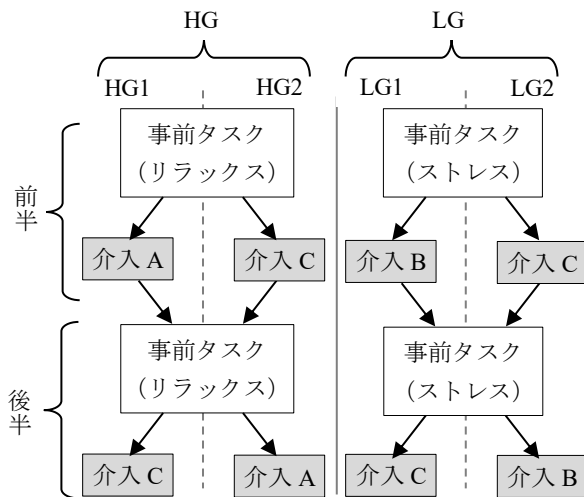 HG
LG
HG1
HG2
LG1
LG2
前半
事前タスク
（リラックス）
事前タスク
（ストレス）
介入 A
介入 C
介入 B
介入 C
後半
事前タスク
（リラックス）
事前タスク
（ストレス）
介入 C
介入 A
介入 C
介入 B